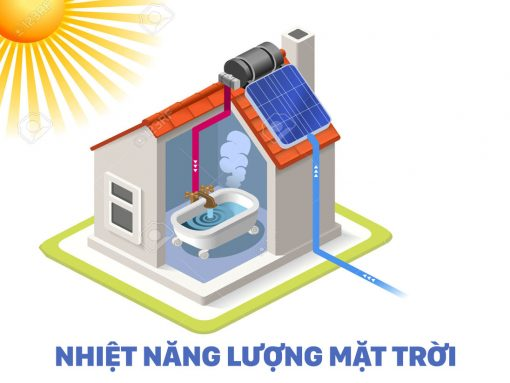 NHIỆT NĂNG LƯỢNG MẶT TRỜI